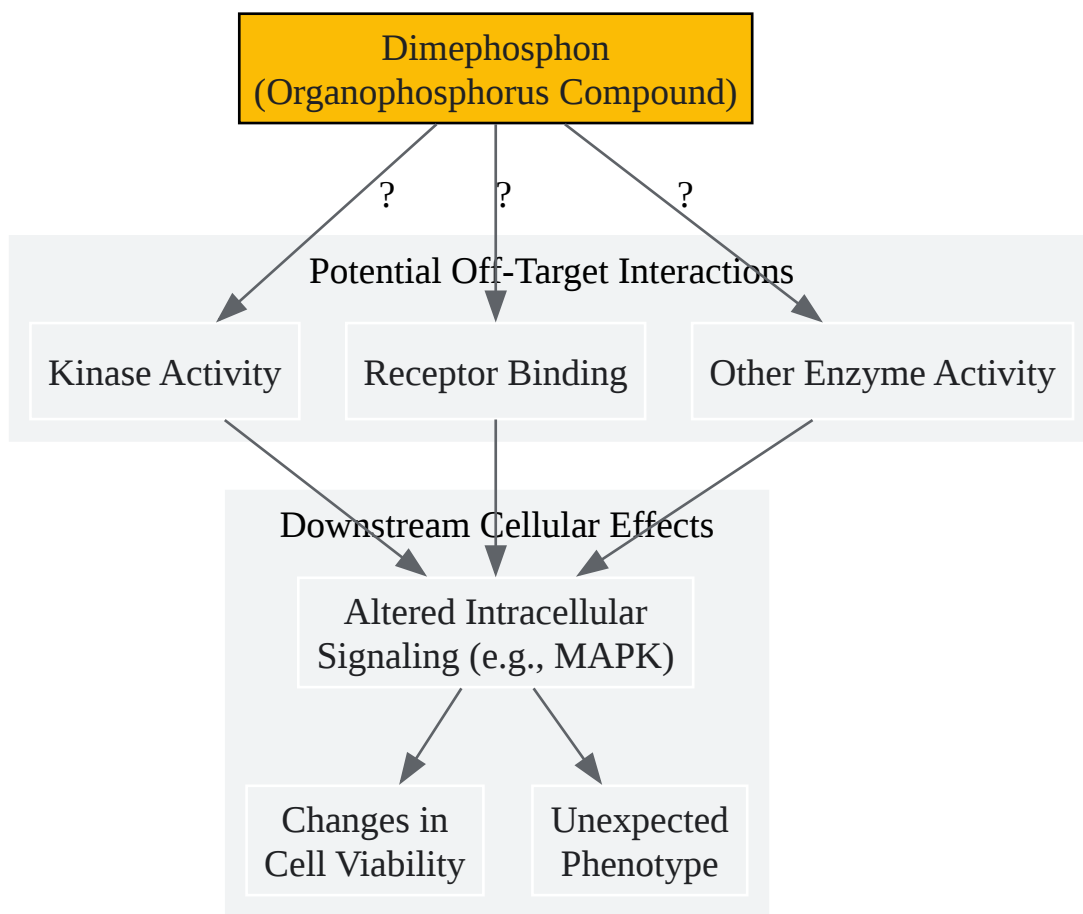 Dimephosphon
(Organophosphorus Compound)
?
?
?
Potential Off-Target Interactions
Kinase Activity
Receptor Binding
Other Enzyme Activity
Downstream Cellular Effects
Altered Intracellular
Signaling (e.g., MAPK)
Changes in
Cell Viability
Unexpected
Phenotype